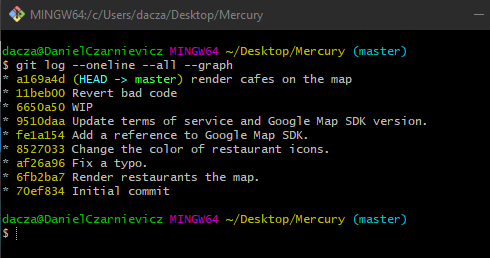 MINGW64:/c/Users/dacza/Desktop/Mercury
dacza@DanielCzarnievicz MINGW64 ~/Desktop/Mercury (master)
$ git log --oneline --all --graph
* a169a4d (HEAD -> master) render cafes on the map
* 11beb00 Revert bad code
* 6650a50 WIP
* 9510daa Update terms of service and Google Map SDK version.
* fe1a154 Add a reference to Google Map SDK.
* 8527033 Change the color of restaurant icons.
* af26a96 Fix a typo.
* 6fb2ba7 Render restaurants the map.
* 70ef834 Initial commit
dacza@DanielCzarnievicz MINGW64 ~/Desktop/Mercury (master)
$